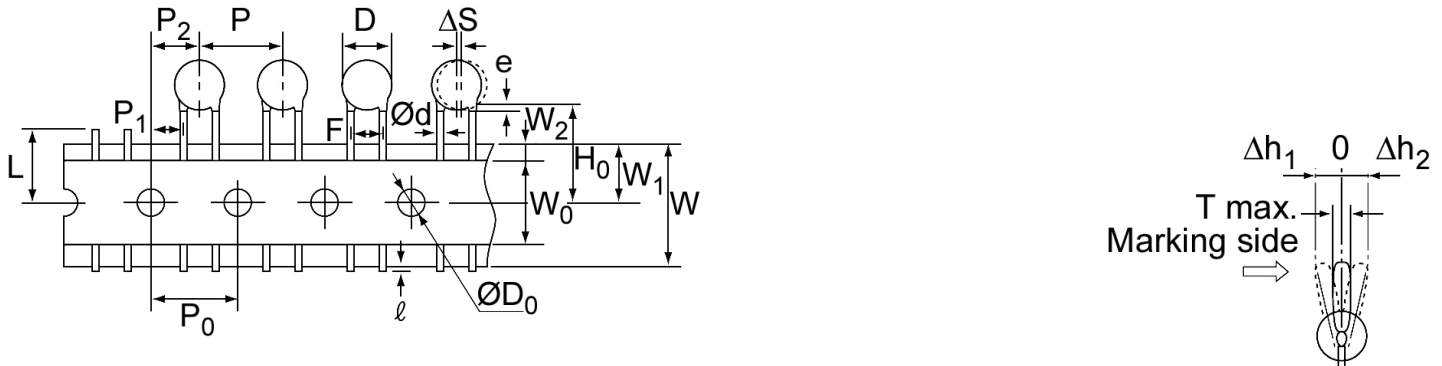 P₂ P D ΔS
e
P₁ F Ød W₂
L H₀ W₁ W₀ W
P₀ ℓ ØD₀
Δh₁ 0 Δh₂
T max.
Marking side